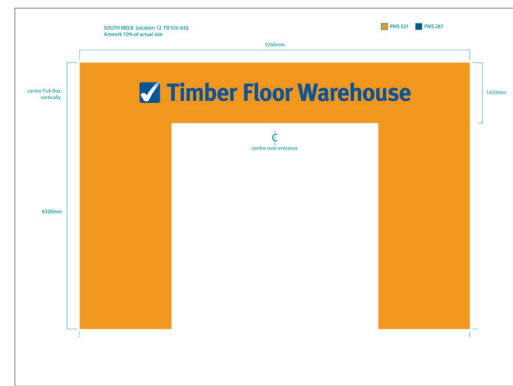 SOUTH MELB Location 12 FB101-632
Artwork 10% of actual size
PMS 021
PMS 287
9260mm
centre Tick Box
vertically
Timber Floor Warehouse
1420mm
centre over entrance
6320mm